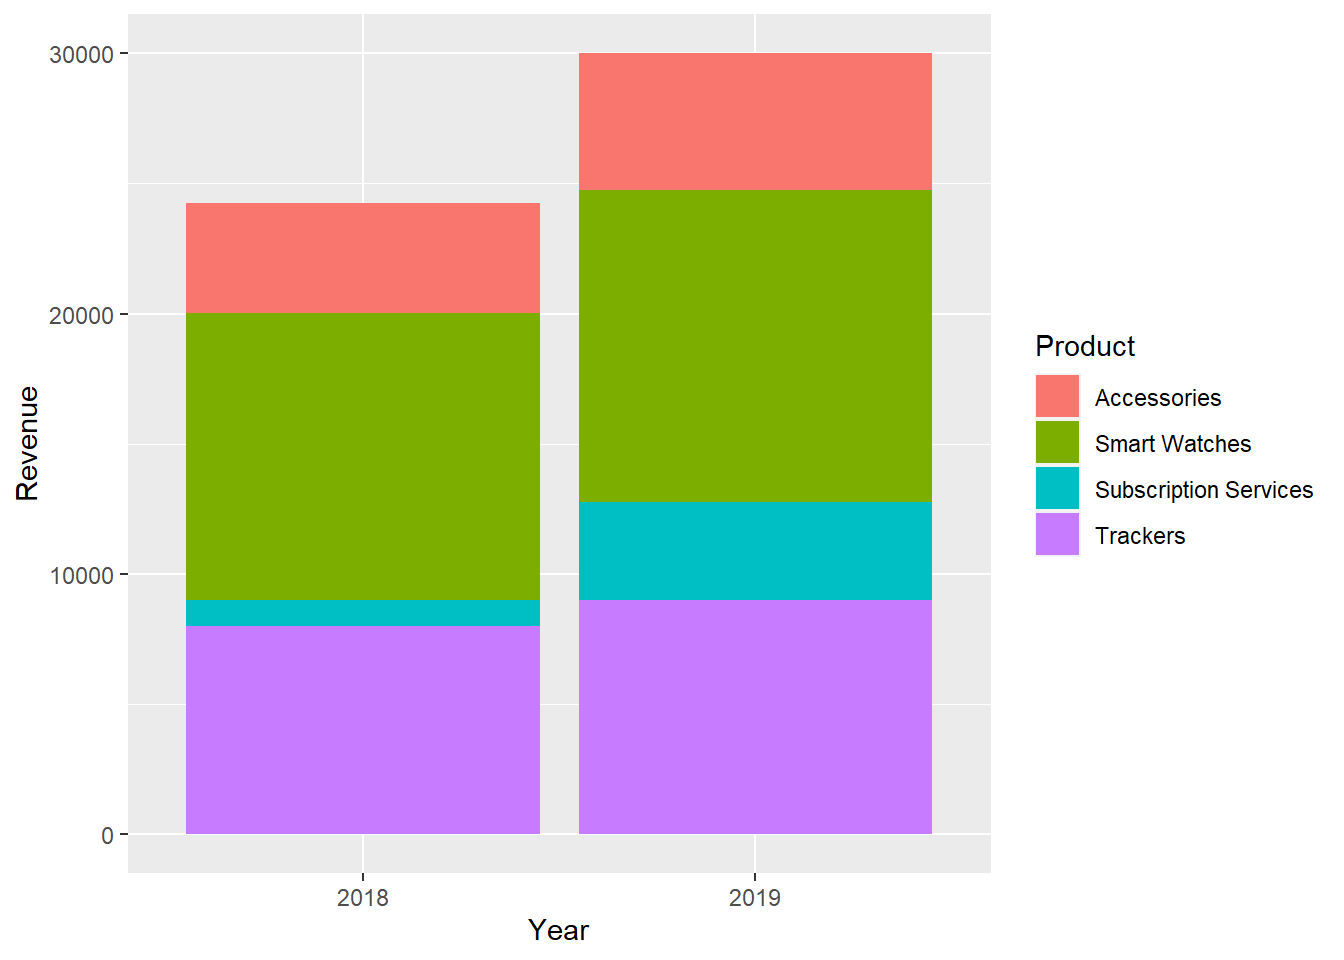 30000
20000
10000
0
Revenue
2018
2019
Year
Product
Accessories
Smart Watches
Subscription Services
Trackers